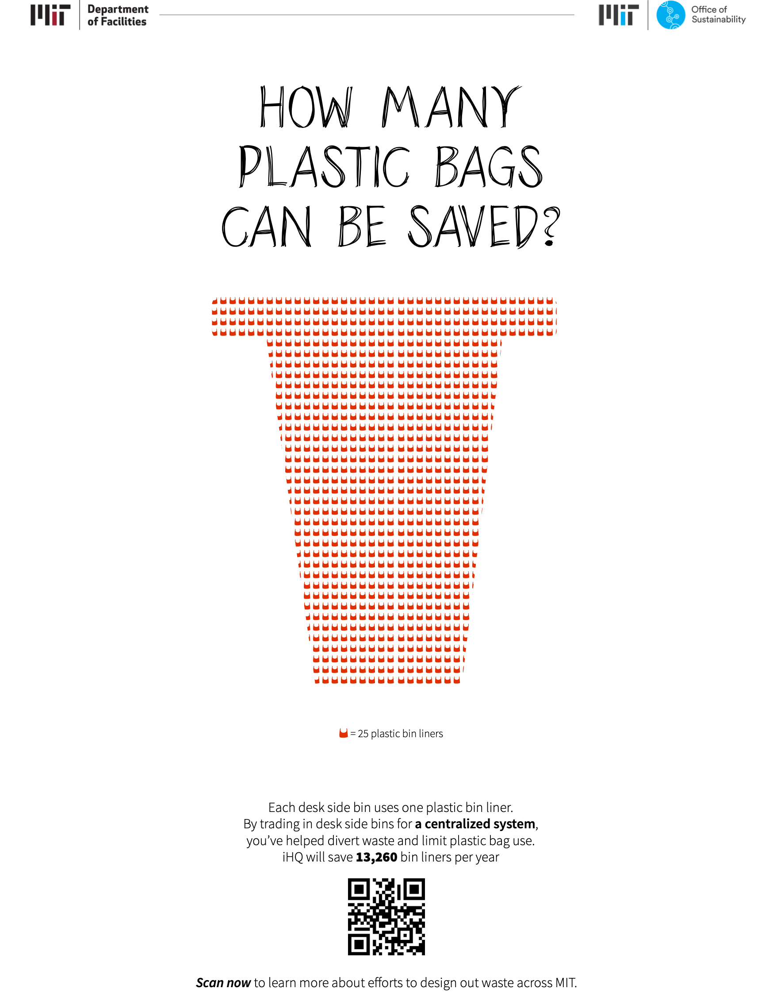 MIT
Department
of Facilities
MIT
Office of
Sustainability
HOW MANY
PLASTIC BAGS
CAN BE SAVED?
= 25 plastic bin liners
Each desk side bin uses one plastic bin liner.
By trading in desk side bins for a centralized system,
you’ve helped divert waste and limit plastic bag use.
iHQ will save 13,260 bin liners per year
Scan now to learn more about efforts to design out waste across MIT.